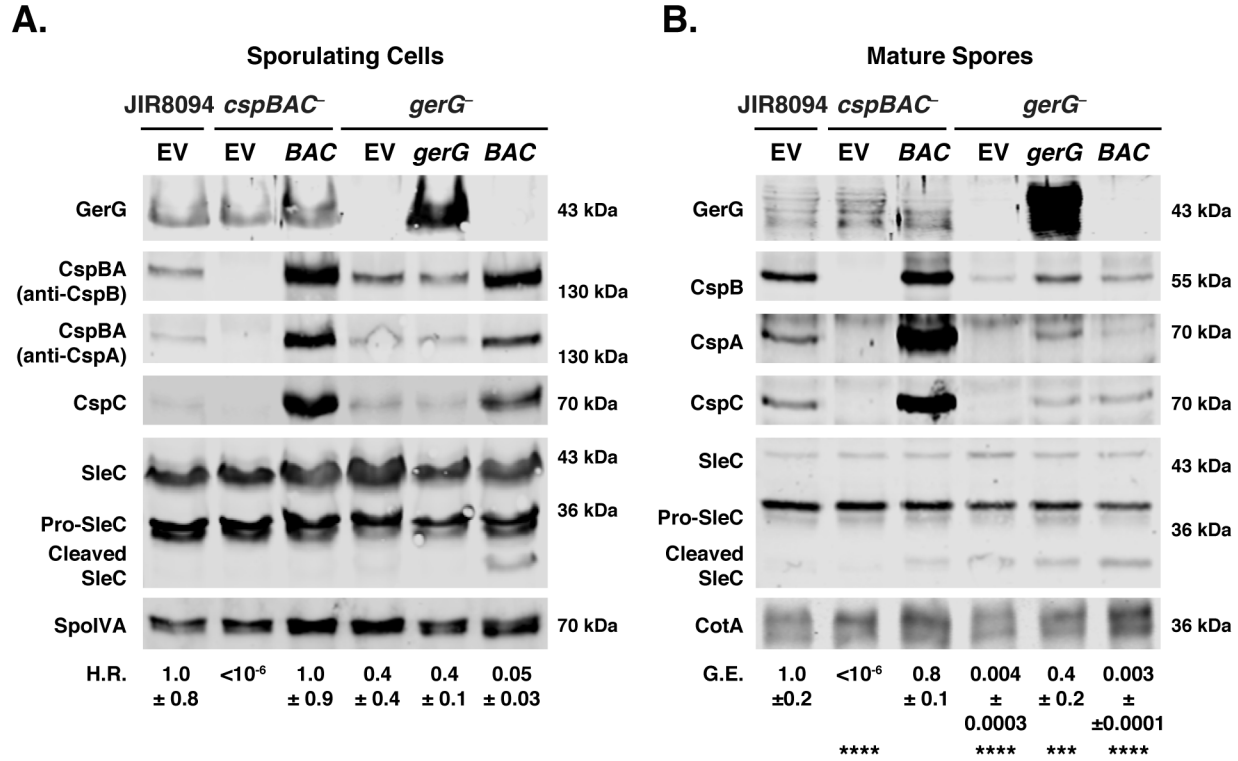 A.
Sporulating Cells
JIR8094 cspBAC– gerG–
EV EV BAC EV gerG BAC
GerG 43 kDa
CspBA
(anti-CspB) 130 kDa
CspBA
(anti-CspA) 130 kDa
CspC 70 kDa
SleC 43 kDa
Pro-SleC 36 kDa
Cleaved
SleC
SpoIVA 70 kDa
H.R. 1.0 <10-6 1.0 0.4 0.4 0.05
± 0.8 ± 0.9 ± 0.4 ± 0.1 ± 0.03
B.
Mature Spores
JIR8094 cspBAC– gerG–
EV EV BAC EV gerG BAC
GerG 43 kDa
CspB 55 kDa
CspA 70 kDa
CspC 70 kDa
SleC 43 kDa
Pro-SleC 36 kDa
Cleaved
SleC
CotA 36 kDa
G.E. 1.0 <10-6 0.8 0.004 0.4 0.003
±0.2 ± 0.1 ± ± 0.2 ±
0.0003 ±0.0001
**** **** *** ****